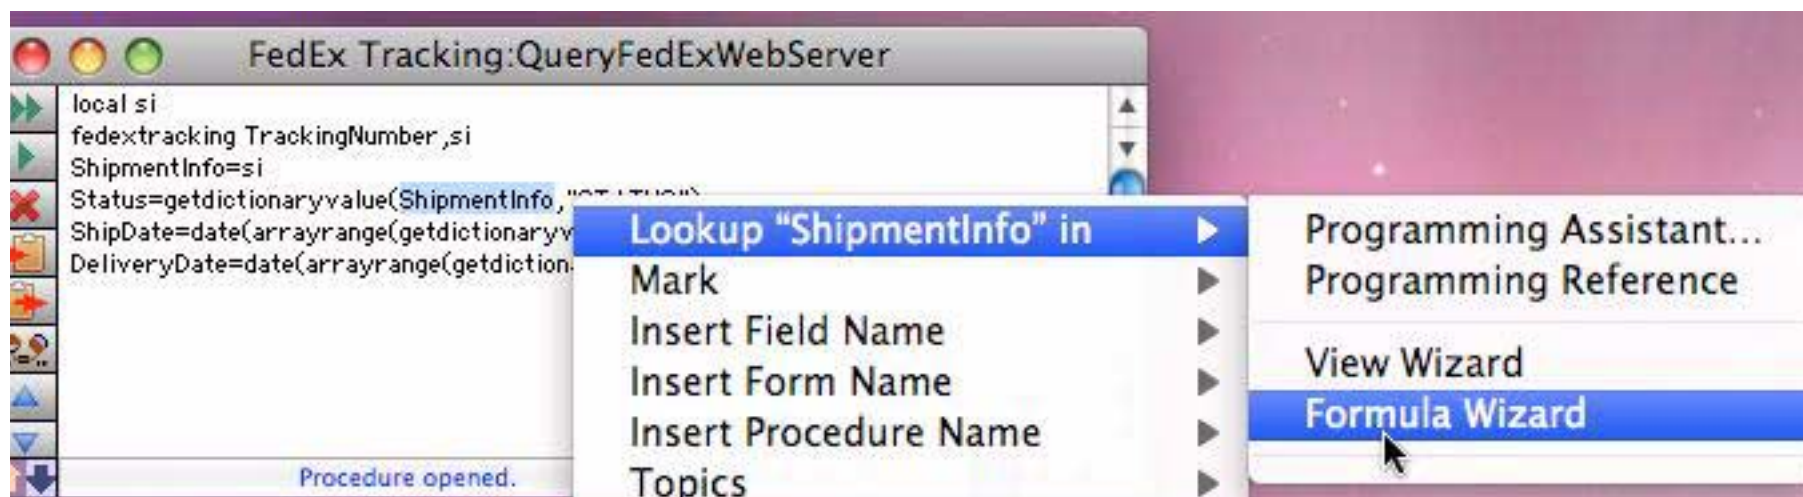 FedEx Tracking:QueryFedExWebServer
local si
fedextracking TrackingNumber,si
ShipmentInfo=si
Status=getdictionaryvalue(ShipmentInfo,
ShipDate=date(arrayrange(getdictionaryv
DeliveryDate=date(arrayrange(getdiction
Procedure opened.
Lookup “ShipmentInfo” in
Mark
Insert Field Name
Insert Form Name
Insert Procedure Name
Topics
Programming Assistant...
Programming Reference
View Wizard
Formula Wizard